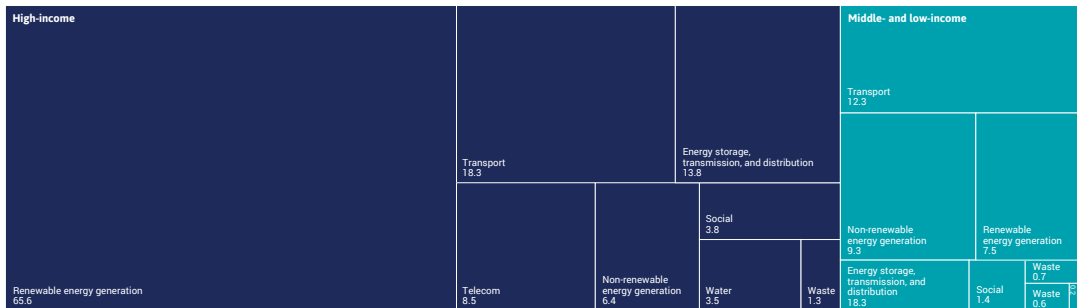 High-income
Renewable energy generation
65.6
Transport
18.3
Energy storage,
transmission, and distribution
13.8
Telecom
8.5
Non-renewable
energy generation
6.4
Social
3.8
Water
3.5
Waste
1.3
Middle- and low-income
Transport
12.3
Non-renewable
energy generation
9.3
Renewable
energy generation
7.5
Energy storage,
transmission, and
distribution
18.3
Social
1.4
Waste
0.7
Waste
0.6
0.2